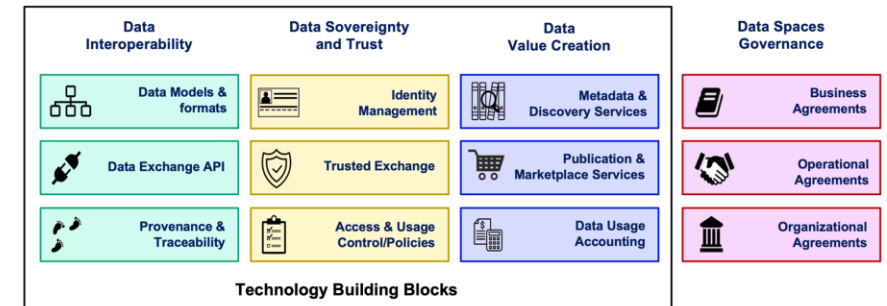 Data
Interoperability
Data Sovereignty
and Trust
Data
Value Creation
Data Spaces
Governance
Data Models &
formats
Identity
Management
Metadata &
Discovery Services
Business
Agreements
Data Exchange API
Trusted Exchange
Publication &
Marketplace Services
Operational
Agreements
Provenance &
Traceability
Access & Usage
Control/Policies
Data Usage
Accounting
Organizational
Agreements
Technology Building Blocks